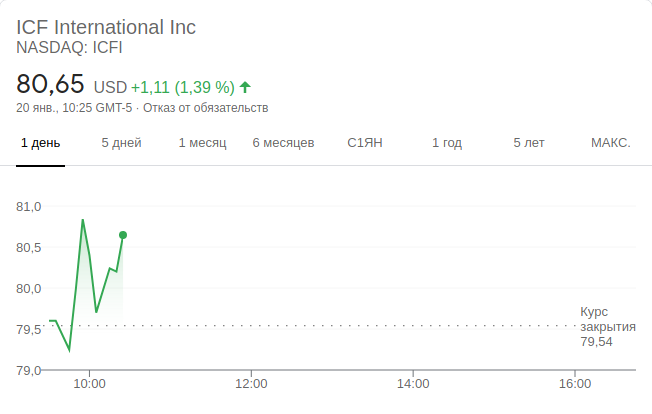 ICF International Inc
NASDAQ: ICFI
80,65 USD +1,11 (1,39 %)
20 янв., 10:25 GMT-5 · Отказ от обязательств
1 день 5 дней 1 месяц 6 месяцев С1ЯН 1 год 5 лет МАКС.
81,0
80,5
80,0
79,5
79,0
Курс
закрытия
79,54
10:00 12:00 14:00 16:00